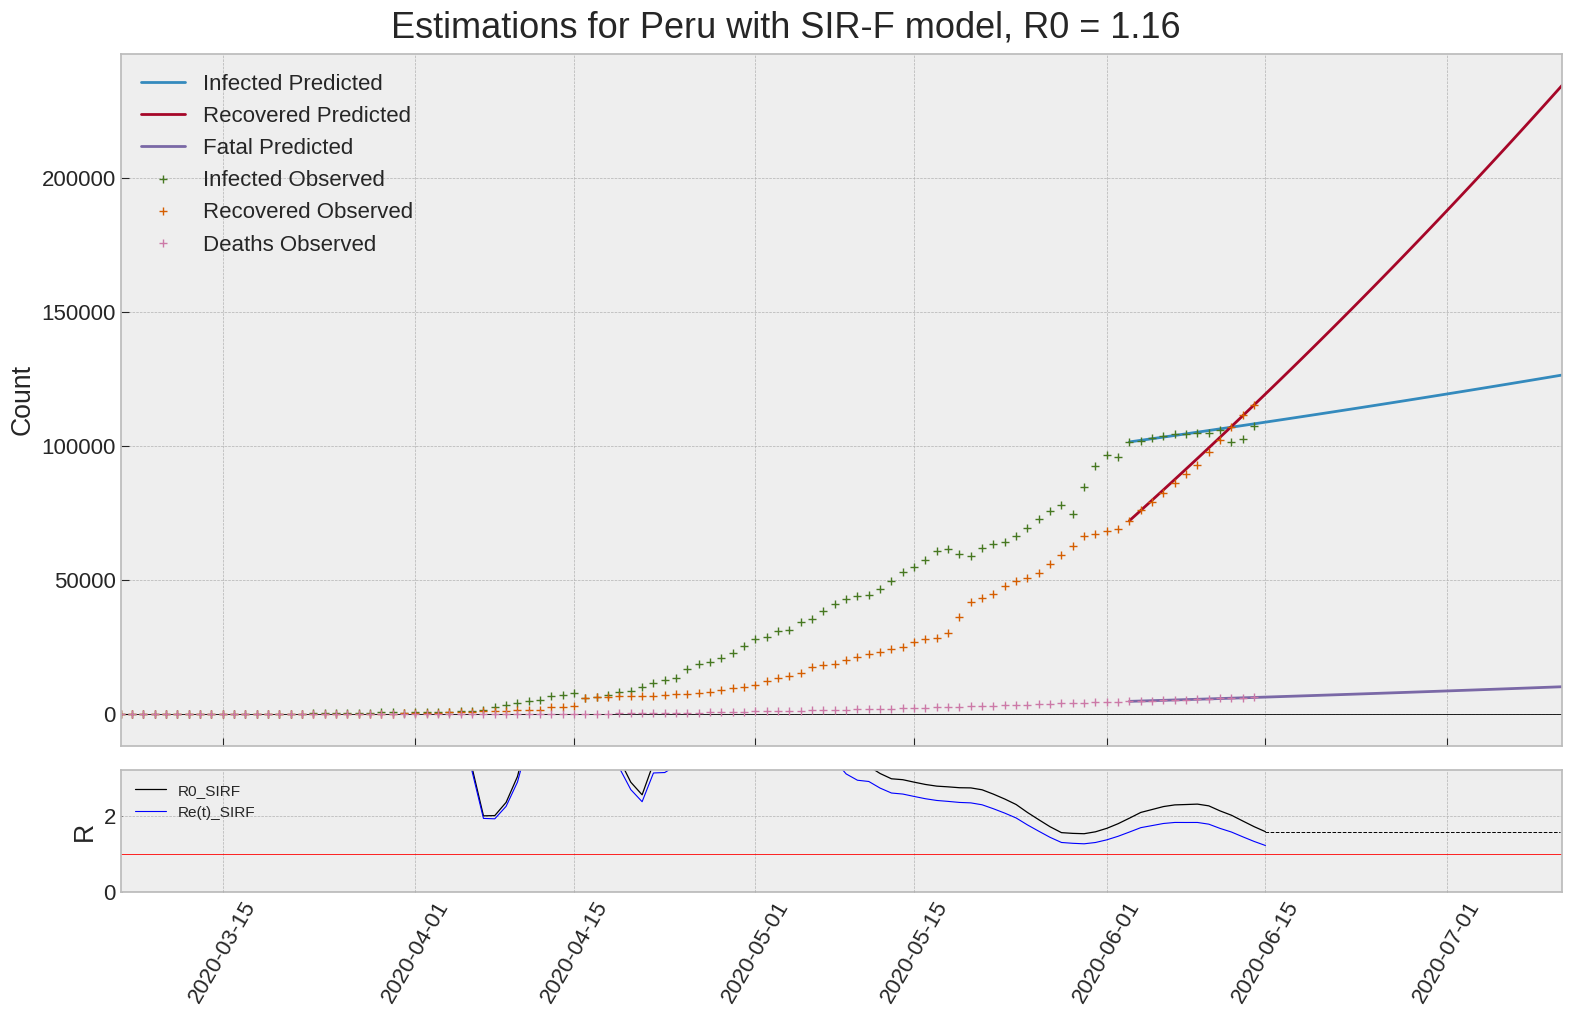 Estimations for Peru with SIR-F model, R0 = 1.16
Infected Predicted
Recovered Predicted
Fatal Predicted
Infected Observed
Recovered Observed
Deaths Observed
Count
200000
150000
100000
50000
0
R0_SIRF
Re(t)_SIRF
R
2
0
2020-03-15
2020-04-01
2020-04-15
2020-05-01
2020-05-15
2020-06-01
2020-06-15
2020-07-01